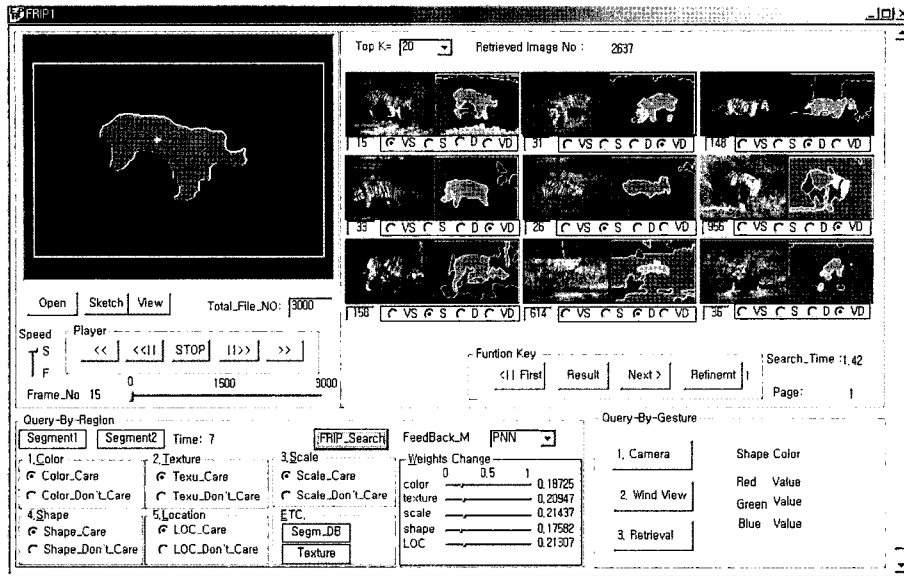 FRIP1
Top K= 20 Retrieved Image No : 2637
15 VS S D VD
31 VS S D VD
148 VS S D VD
33 VS S D VD
26 VS S D VD
956 VS S D VD
158 VS S D VD
614 VS S D VD
36 VS S D VD
Open Sketch View Total_File_NO: 3000
Speed
S
F
Player
<< <<|| STOP ||>> >>
Frame_No 15
0 1500 3000
Funtion Key
<|| First Result Next > Refinemt
Search_Time :1.42
Page: 1
Query-By-Region
Segment1 Segment2 Time: 7 FRIP_Search FeedBack_M PNN
1.Color
Color_Care
Color_Don't_Care
2.Texture
Texu_Care
Texu_Don't_Care
3.Scale
Scale_Care
Scale_Don't_Care
4.Shape
Shape_Care
Shape_Don't_Care
5.Location
LOC_Care
LOC_Don't_Care
ETC.
Segm_DB
Texture
Weights Change
0 0.5 1
color 0.18725
texture 0.20947
scale 0.21437
shape 0.17582
LOC 0.21307
Query-By-Gesture
1. Camera
2. Wind View
3. Retrieval
Shape Color
Red Value
Green Value
Blue Value